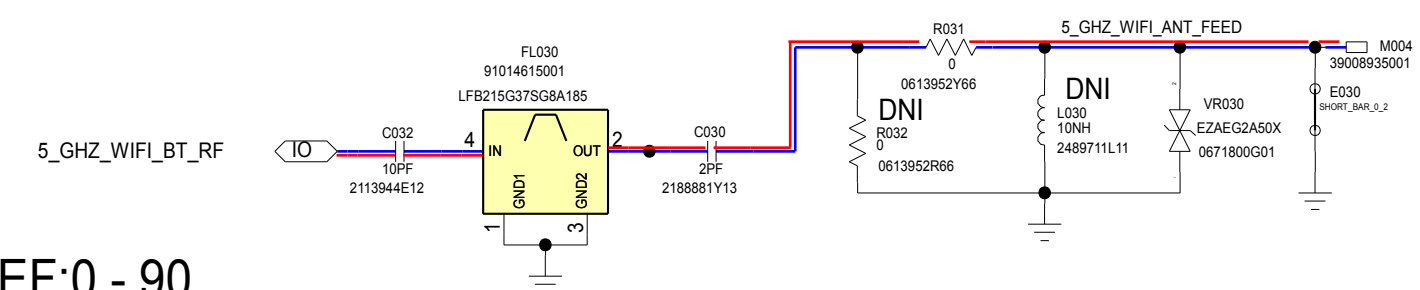 R031
5_GHZ_WIFI_ANT_FEED
M004
39008935001
FL030
91014615001
LFB215G37SG8A185
0
0613952Y66
5_GHZ_WIFI_BT_RF
IO
C032
10PF
2113944E12
4
IN
OUT
2
GND1
GND2
1
3
C030
2PF
2188881Y13
DNI
R032
0
0613952R66
DNI
L030
10NH
2489711L11
2
VR030
EZAEG2A50X
0671800G01
E030
SHORT_BAR_0_2
EF:0 - 90